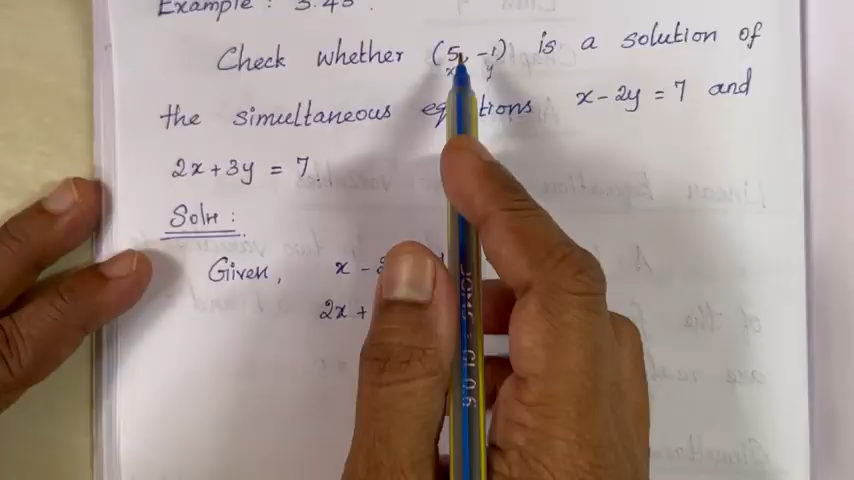 Example : 3.45.
Check whether (5, -1) is a solution of
x y
the simultaneous equations x - 2y = 7 and
2x + 3y = 7.
Soln :
Given, x -
2x +